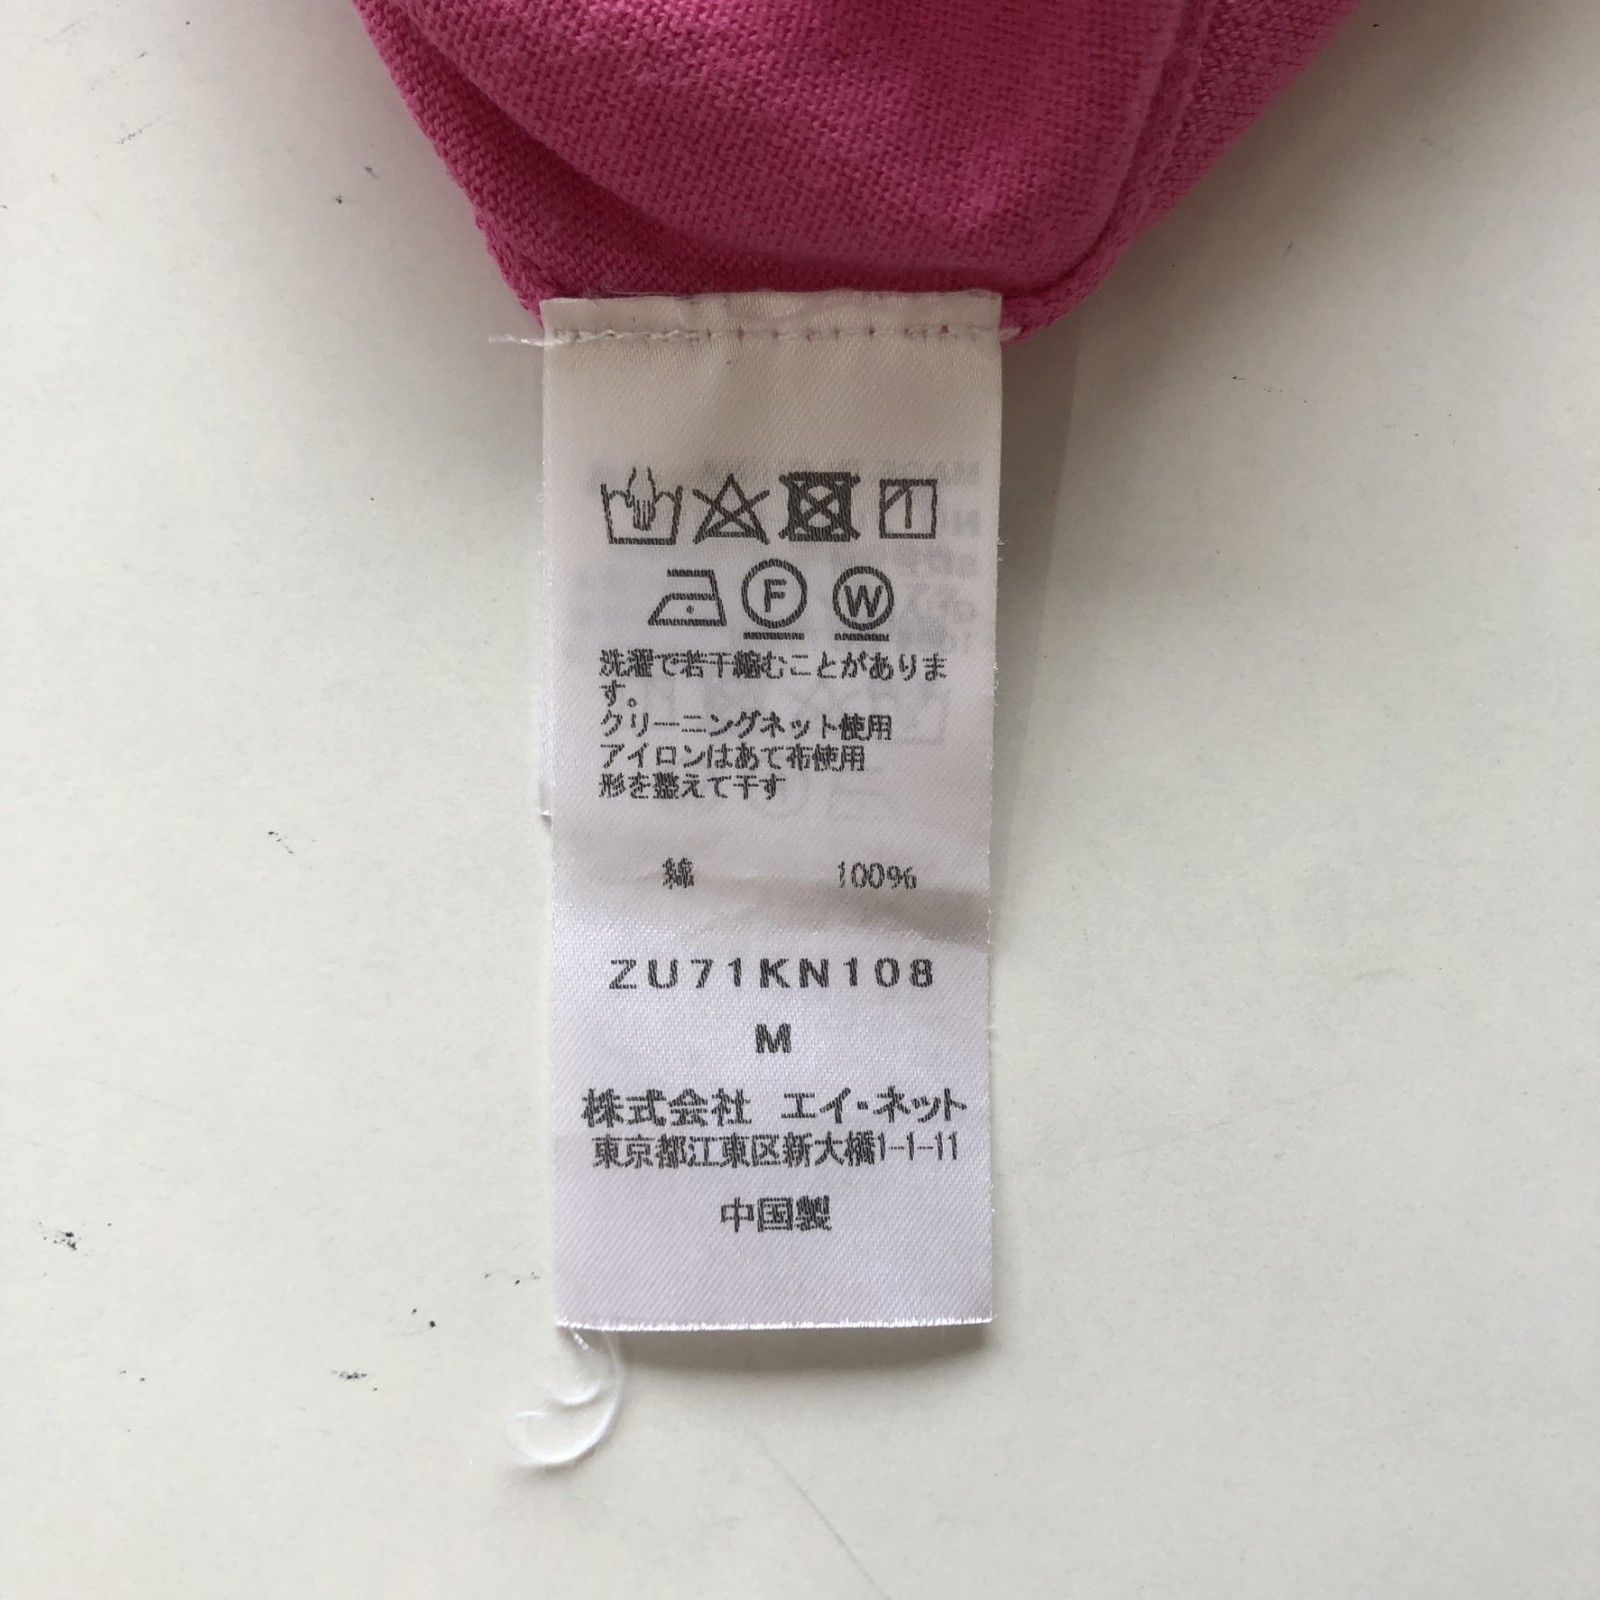 F W
洗濯で若干縮むことがありま
す。
クリーニングネット使用
アイロンはあて布使用
形を整えて干す
綿 100%
ZU71KN108
M
株式会社 エイ・ネット
東京都江東区新大橋1-1-11
中国製